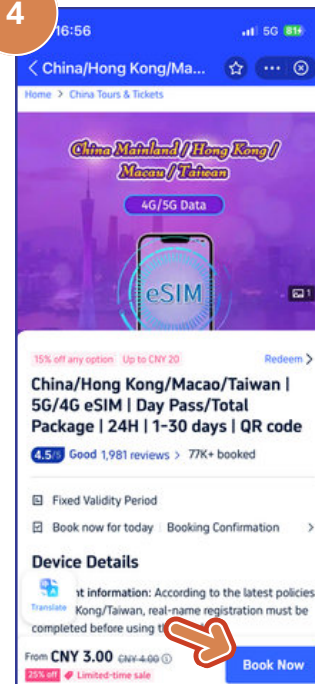 4
16:56
5G 81
China/Hong Kong/Ma...
Home > China Tours & Tickets
China Mainland/Hong Kong/
Macau/Taiwan
4G/5G Data
eSIM
1
15% off any option Up to CNY 20 Redeem >
China/Hong Kong/Macao/Taiwan |
5G/4G eSIM | Day Pass/Total
Package | 24H | 1-30 days | QR code
4.5/5 Good 1,981 reviews > 77K+ booked
Fixed Validity Period
Book now for today Booking Confirmation >
Device Details
nt information: According to the latest policies
Translate Kong/Taiwan, real-name registration must be
completed before using th
From CNY 3.00 CNY 4.00
25% off Limited-time sale
Book Now